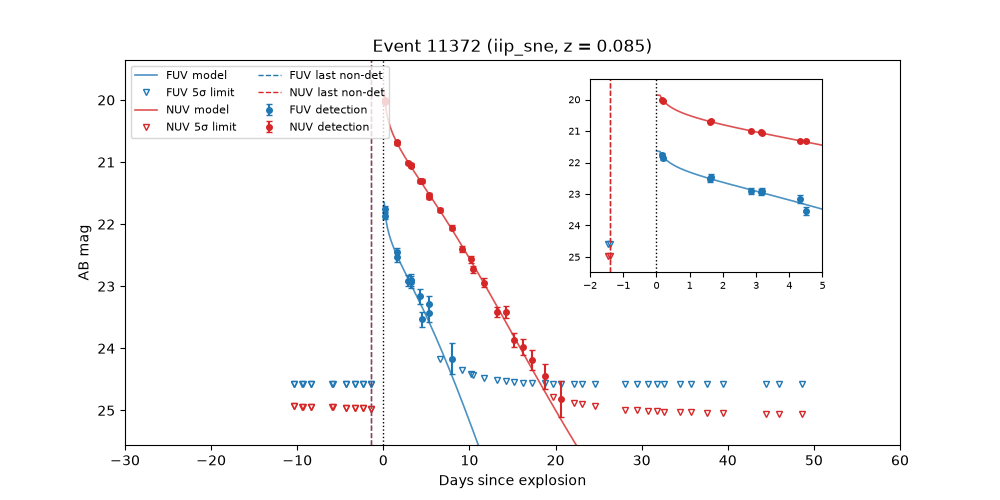 Event 11372 (iip_sne, z = 0.085)
FUV model
FUV 5σ limit
NUV model
NUV 5σ limit
FUV last non-det
NUV last non-det
FUV detection
NUV detection
20
21
22
23
24
25
AB mag
−30 −20 −10 0 10 20 30 40 50 60
Days since explosion
20
21
22
23
24
25
−2 −1 0 1 2 3 4 5